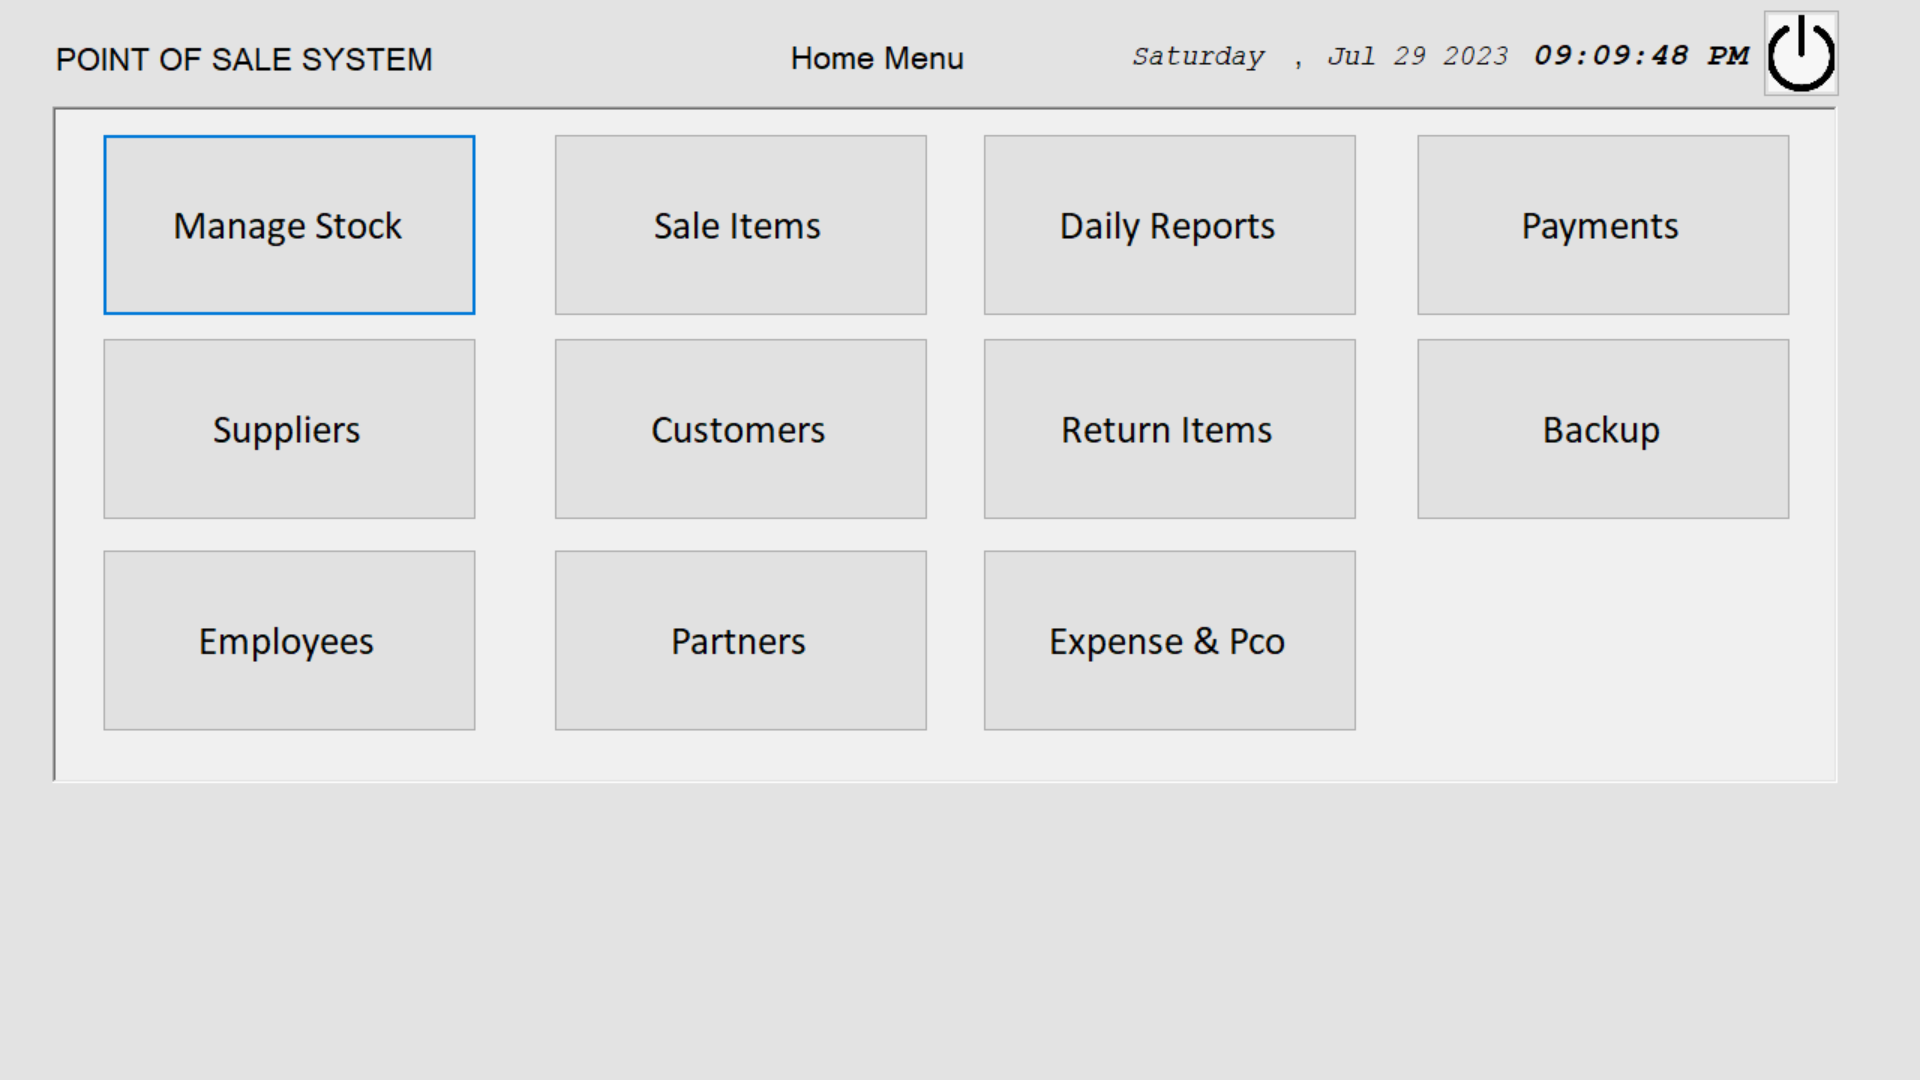 POINT OF SALE SYSTEM
Home Menu
Saturday , Jul 29 2023 09:09:48 PM
Manage Stock
Sale Items
Daily Reports
Payments
Suppliers
Customers
Return Items
Backup
Employees
Partners
Expense & Pco